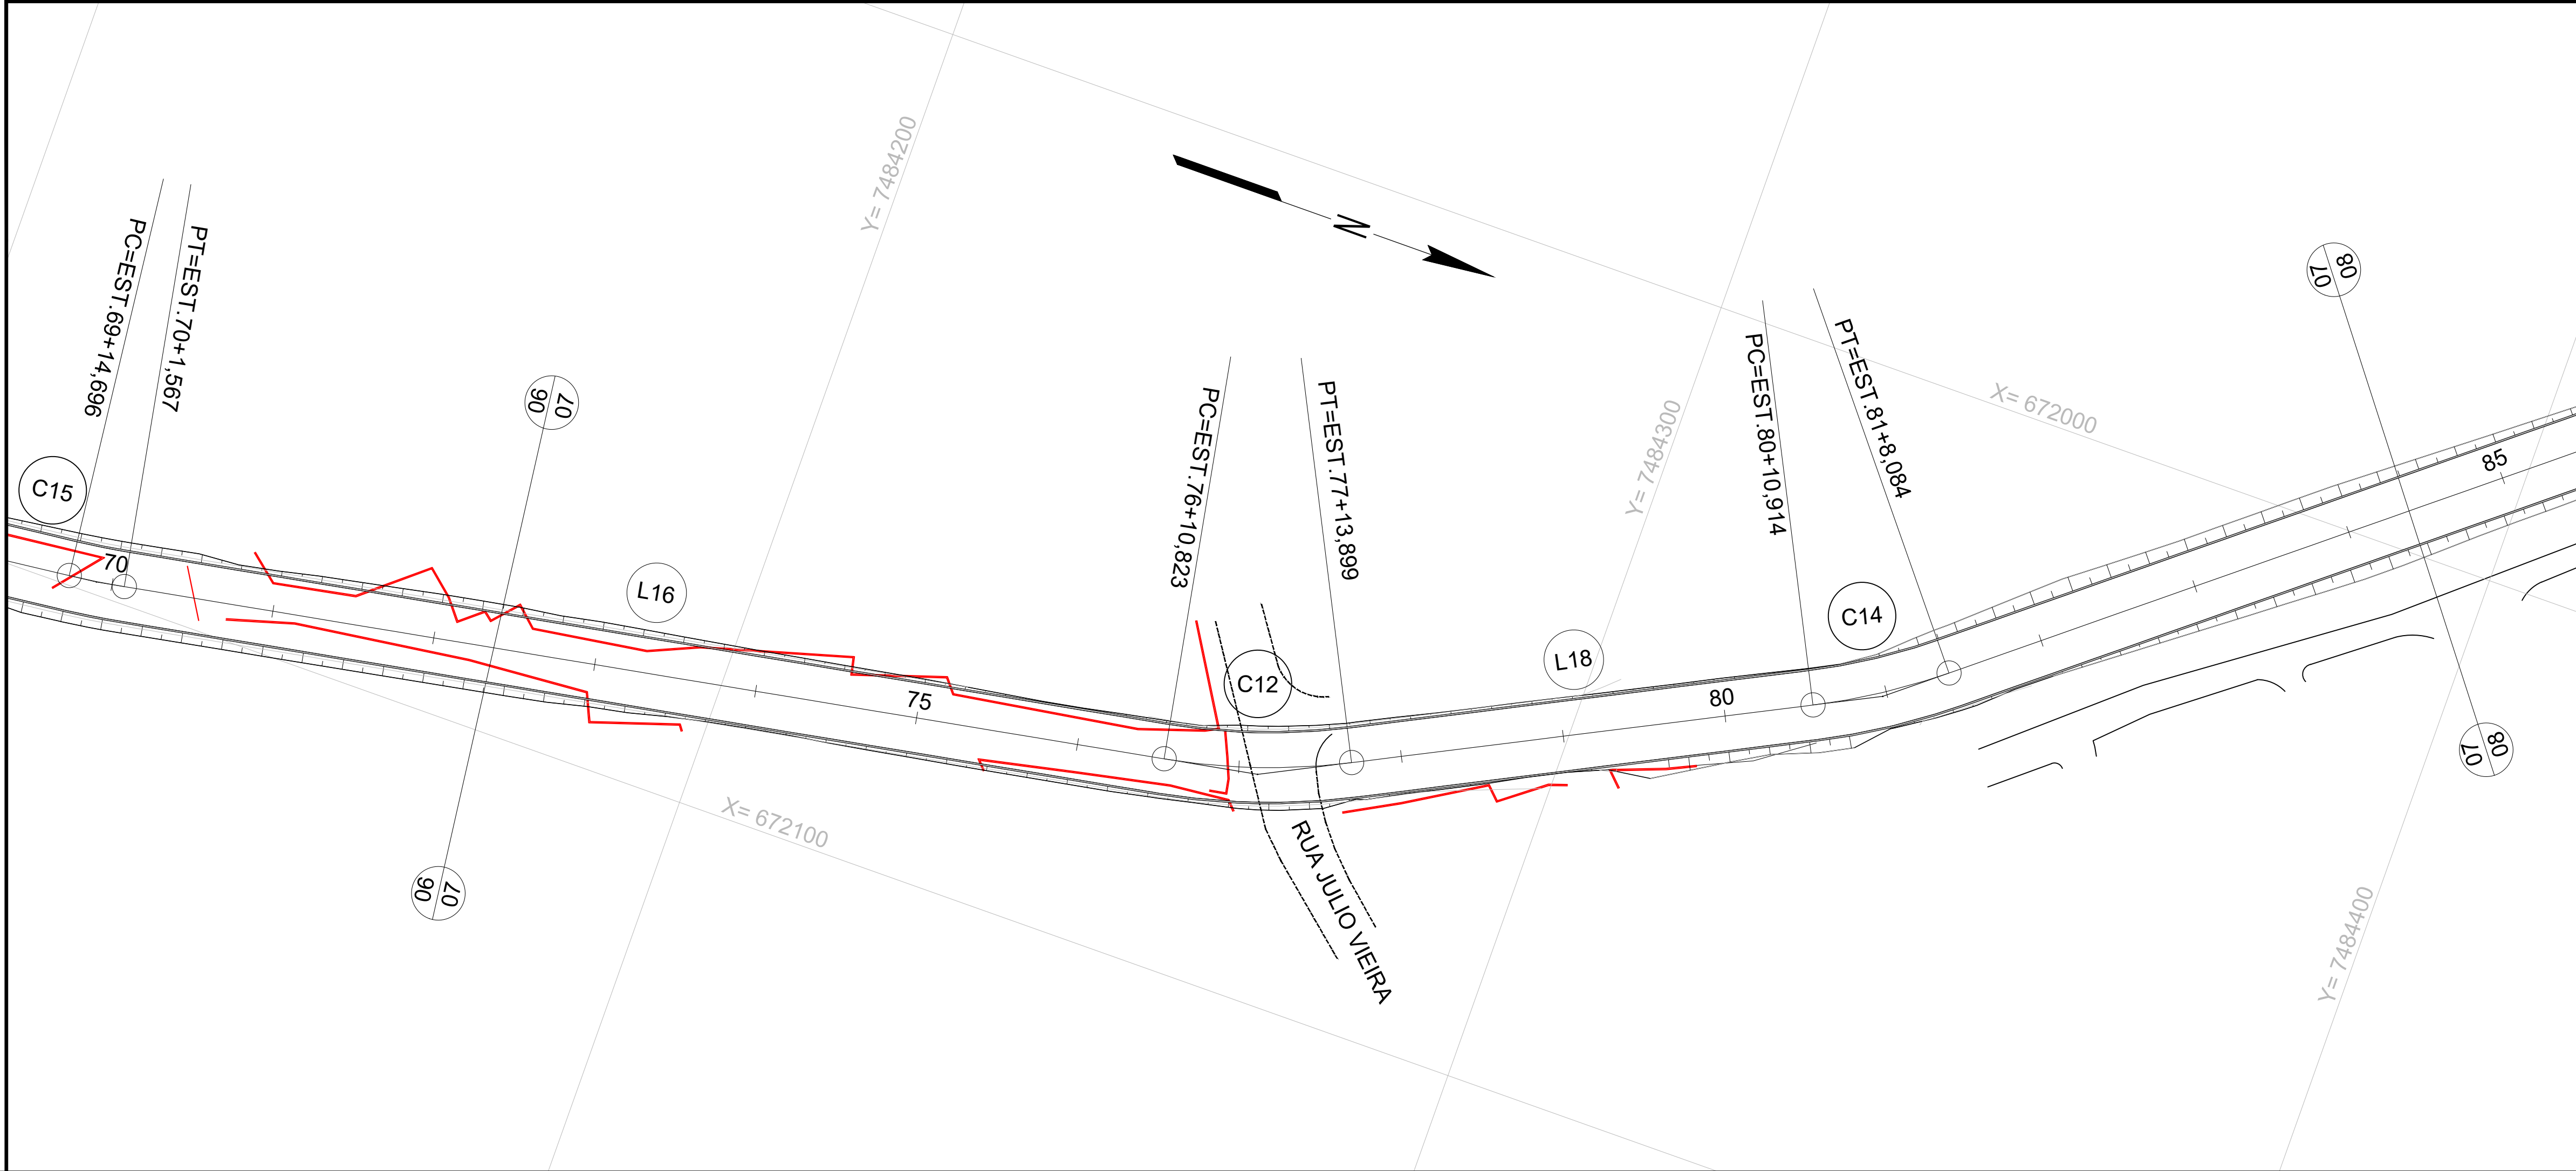 Y= 7484200
N
PC=EST.69+14,696
PT=EST.70+1,567
06
07
C15
70
L16
75
PC=EST.76+10,823
PT=EST.77+13,899
C12
Y= 7484300
L18
PC=EST.80+10,914
PT=EST.81+8,084
C14
80
X= 672000
08
07
85
08
07
X= 672100
06
07
RUA JULIO VIEIRA
Y= 7484400